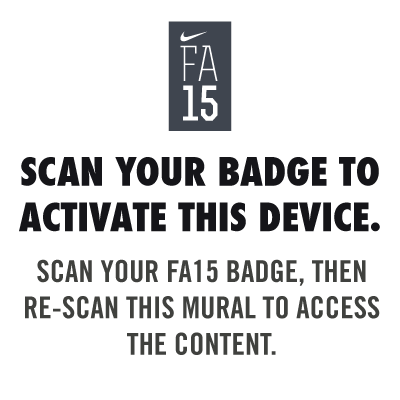 FA
15
SCAN YOUR BADGE TO
ACTIVATE THIS DEVICE.
SCAN YOUR FA15 BADGE, THEN
RE-SCAN THIS MURAL TO ACCESS
THE CONTENT.